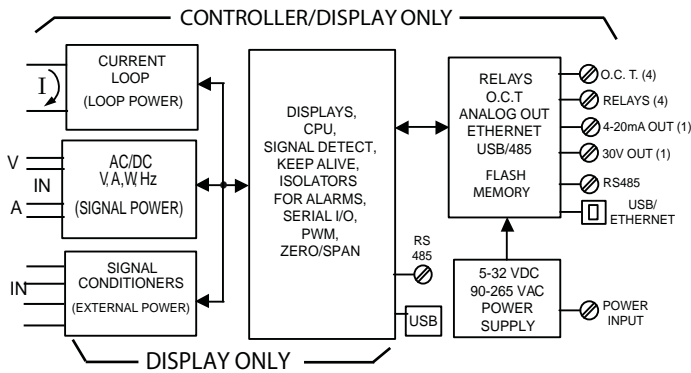 CONTROLLER/DISPLAY ONLY
CURRENT
LOOP
(LOOP POWER)
I
V
IN
A
AC/DC
V, A, W, Hz
(SIGNAL POWER)
IN
SIGNAL
CONDITIONERS
(EXTERNAL POWER)
DISPLAYS,
CPU,
SIGNAL DETECT,
KEEP ALIVE,
ISOLATORS
FOR ALARMS,
SERIAL I/O,
PWM,
ZERO/SPAN
RS
485
USB
RELAYS
O.C.T
ANALOG OUT
ETHERNET
USB/485
FLASH
MEMORY
O.C. T. (4)
RELAYS (4)
4-20mA OUT (1)
30V OUT (1)
RS485
USB/
ETHERNET
5-32 VDC
90-265 VAC
POWER
SUPPLY
POWER
INPUT
DISPLAY ONLY